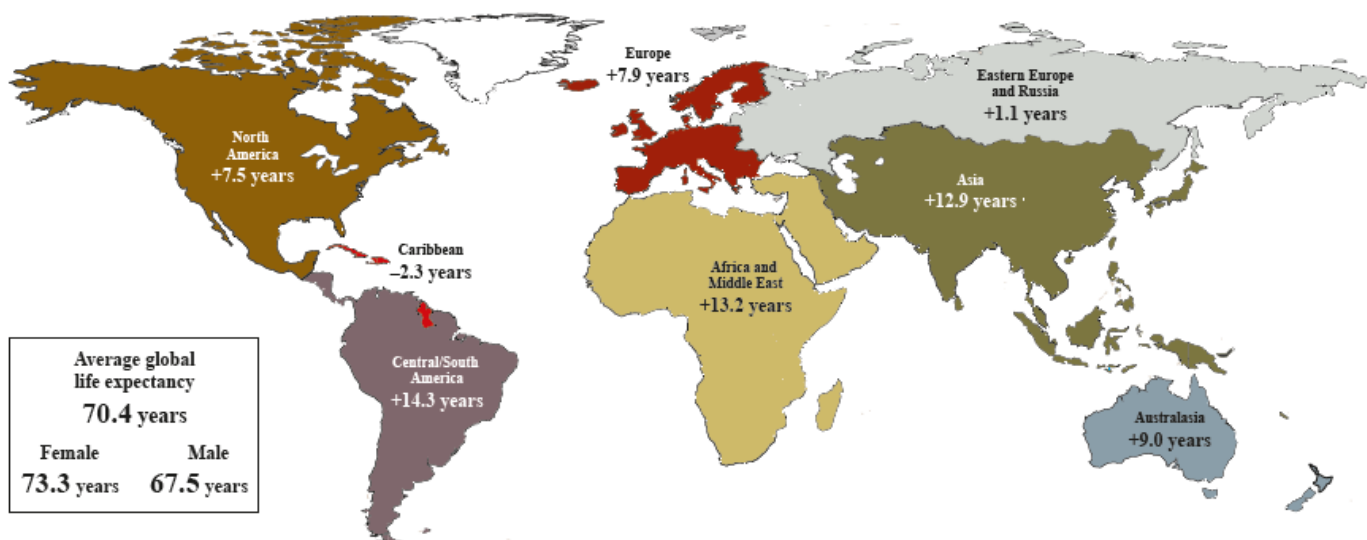 Europe
+7.9 years
Eastern Europe
and Russia
+1.1 years
North
America
+7.5 years
Asia
+12.9 years
Caribbean
–2.3 years
Africa and
Middle East
+13.2 years
Central/South
America
+14.3 years
Australasia
+9.0 years
Average global
life expectancy
70.4 years
Female Male
73.3 years 67.5 years